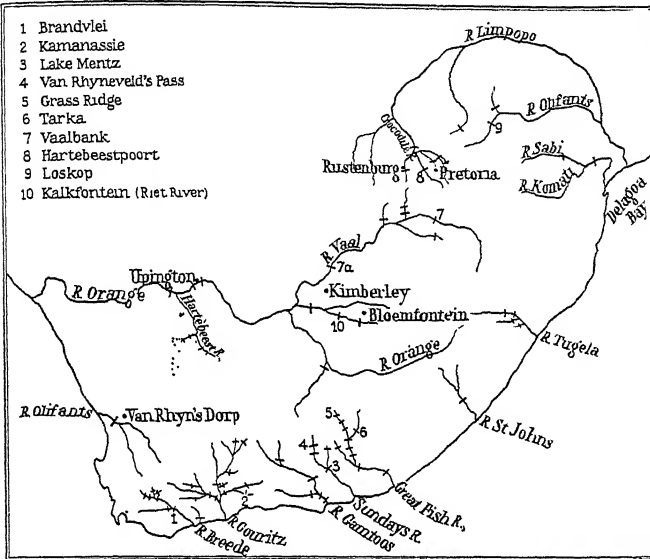 1 Brandvlei
2 Kamanassie
3 Lake Mentz
4 Van Rhyneveld's Pass
5 Grass Ridge
6 Tarka
7 Vaalbank
8 Hartebeestpoort
9 Loskop
10 Kalkfontein (Riet River)
R Limpopo
R Olifants
9
Crocodile R
R Sabi
Rustenburg
8
Pretoria
R Komati
Delagoa
Bay
7
R Vaal
7a
Upington
Kimberley
R Orange
Hartebeest R.
10
Bloemfontein
R Tugela
R Orange
R Olifants
Van Rhyn's Dorp
5
6
R St Johns
4
3
2
1
Great Fish R.,
Sundays R.
R Gamtoos
R Gouritz
R.Breede